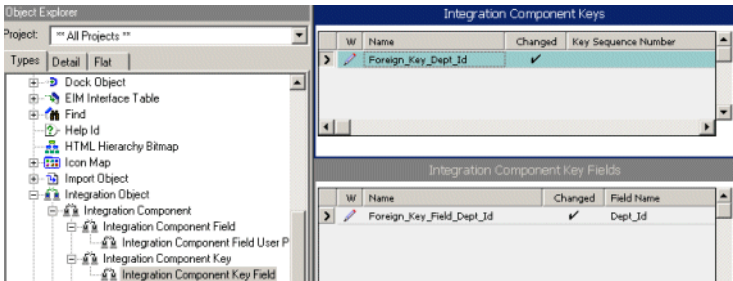 Object Explorer
Project: ** All Projects **
Types Detail Flat
Dock Object
EIM Interface Table
Find
Help Id
HTML Hierarchy Bitmap
Icon Map
Import Object
Integration Object
Integration Component
Integration Component Field
Integration Component Field User P
Integration Component Key
Integration Component Key Field
Integration Component Keys
W Name Changed Key Sequence Number
Foreign_Key_Dept_Id
Integration Component Key Fields
W Name Changed Field Name
Foreign_Key_Field_Dept_Id Dept_Id